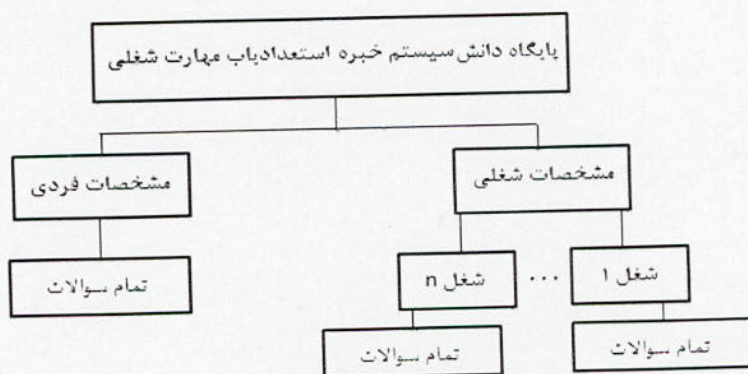 پایگاه دانش سیستم خبره استعدادیاب مهارت شغلی
مشخصات شغلی
مشخصات فردی
شغل ۱
...
شغل n
تمام سوالات
تمام سوالات
تمام سوالات